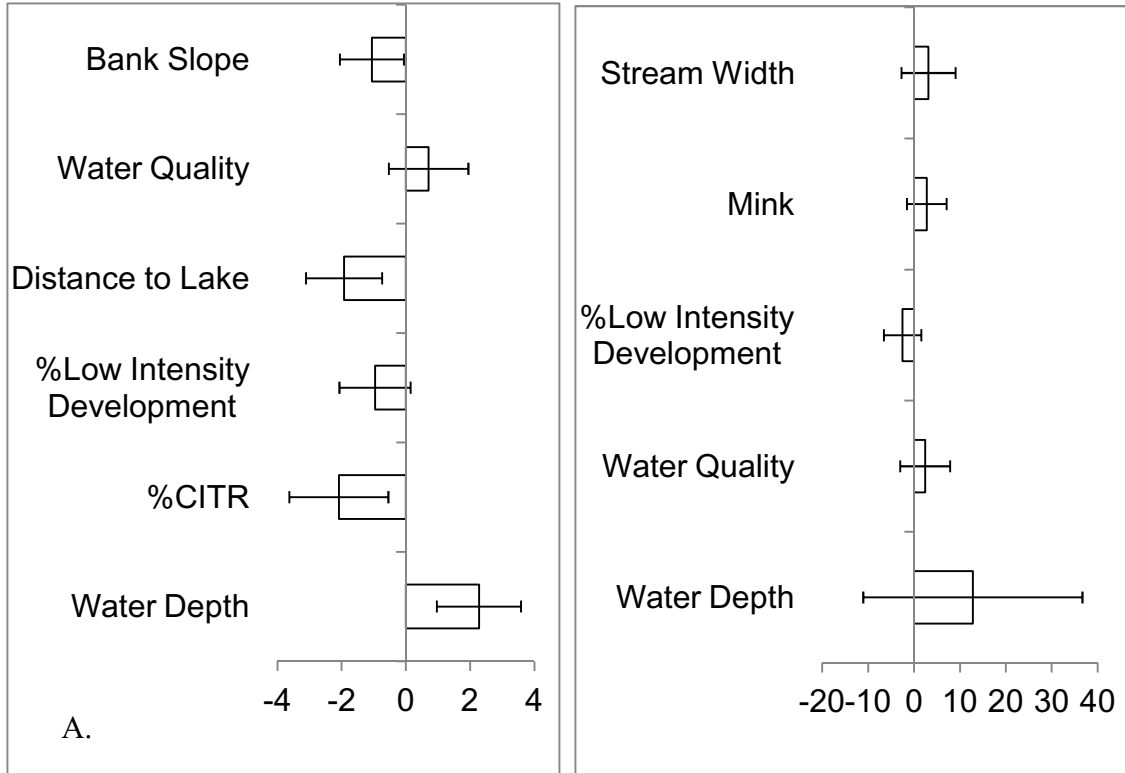 Bank Slope
Water Quality
Distance to Lake
%Low Intensity
Development
%CITR
Water Depth
-4 -2 0 2 4
A.
Stream Width
Mink
%Low Intensity
Development
Water Quality
Water Depth
-20 -10 0 10 20 30 40